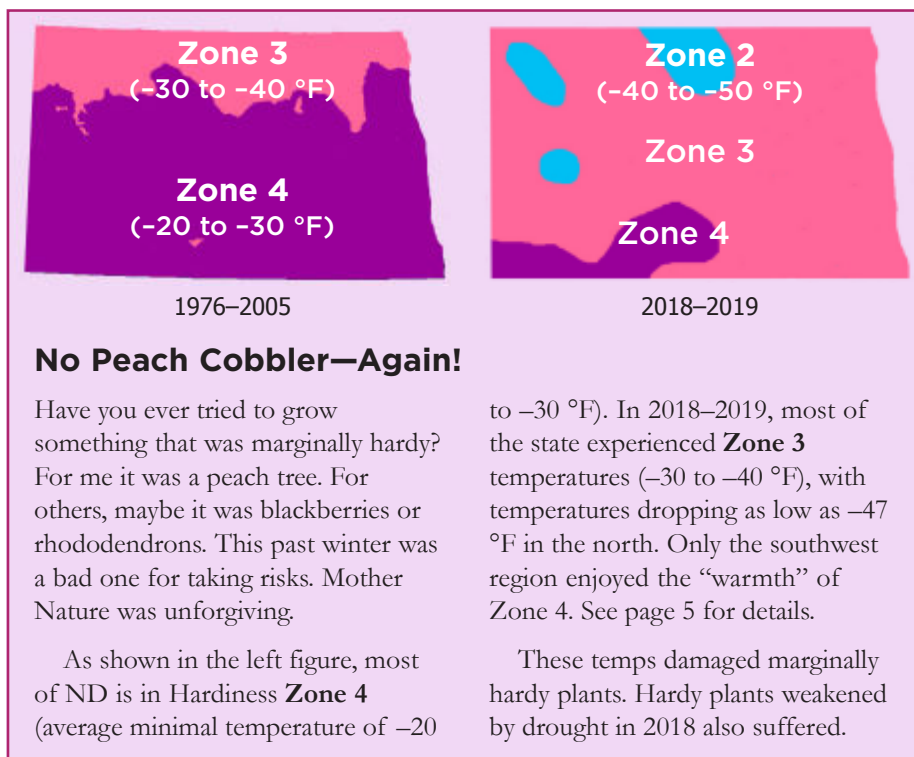 Zone 3
(–30 to –40 °F)
Zone 4
(–20 to –30 °F)
1976–2005
Zone 2
(–40 to –50 °F)
Zone 3
Zone 4
2018–2019
No Peach Cobbler—Again!
Have you ever tried to grow
something that was marginally hardy?
For me it was a peach tree. For
others, maybe it was blackberries or
rhododendrons. This past winter was
a bad one for taking risks. Mother
Nature was unforgiving.
As shown in the left figure, most
of ND is in Hardiness Zone 4
(average minimal temperature of –20
to –30 °F). In 2018–2019, most of
the state experienced Zone 3
temperatures (–30 to –40 °F), with
temperatures dropping as low as –47
°F in the north. Only the southwest
region enjoyed the “warmth” of
Zone 4. See page 5 for details.
These temps damaged marginally
hardy plants. Hardy plants weakened
by drought in 2018 also suffered.